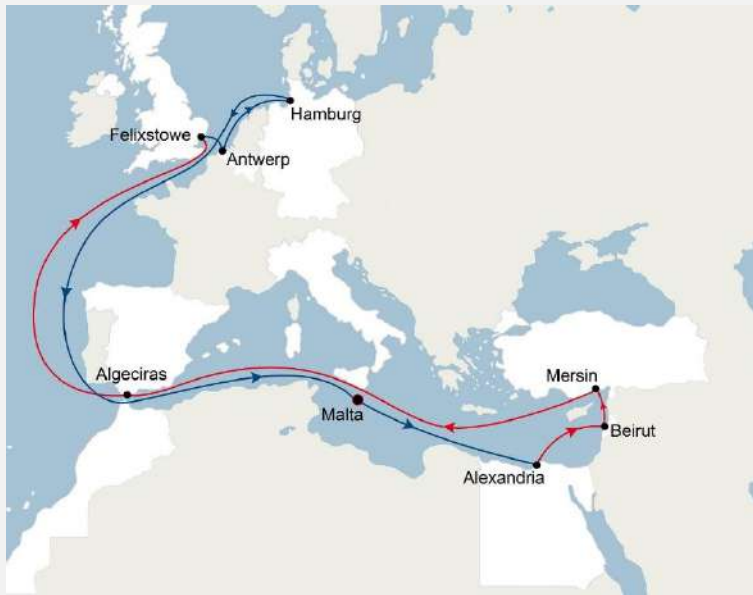 Hamburg
Felixstowe
Antwerp
Algeciras
Mersin
Malta
Beirut
Alexandria